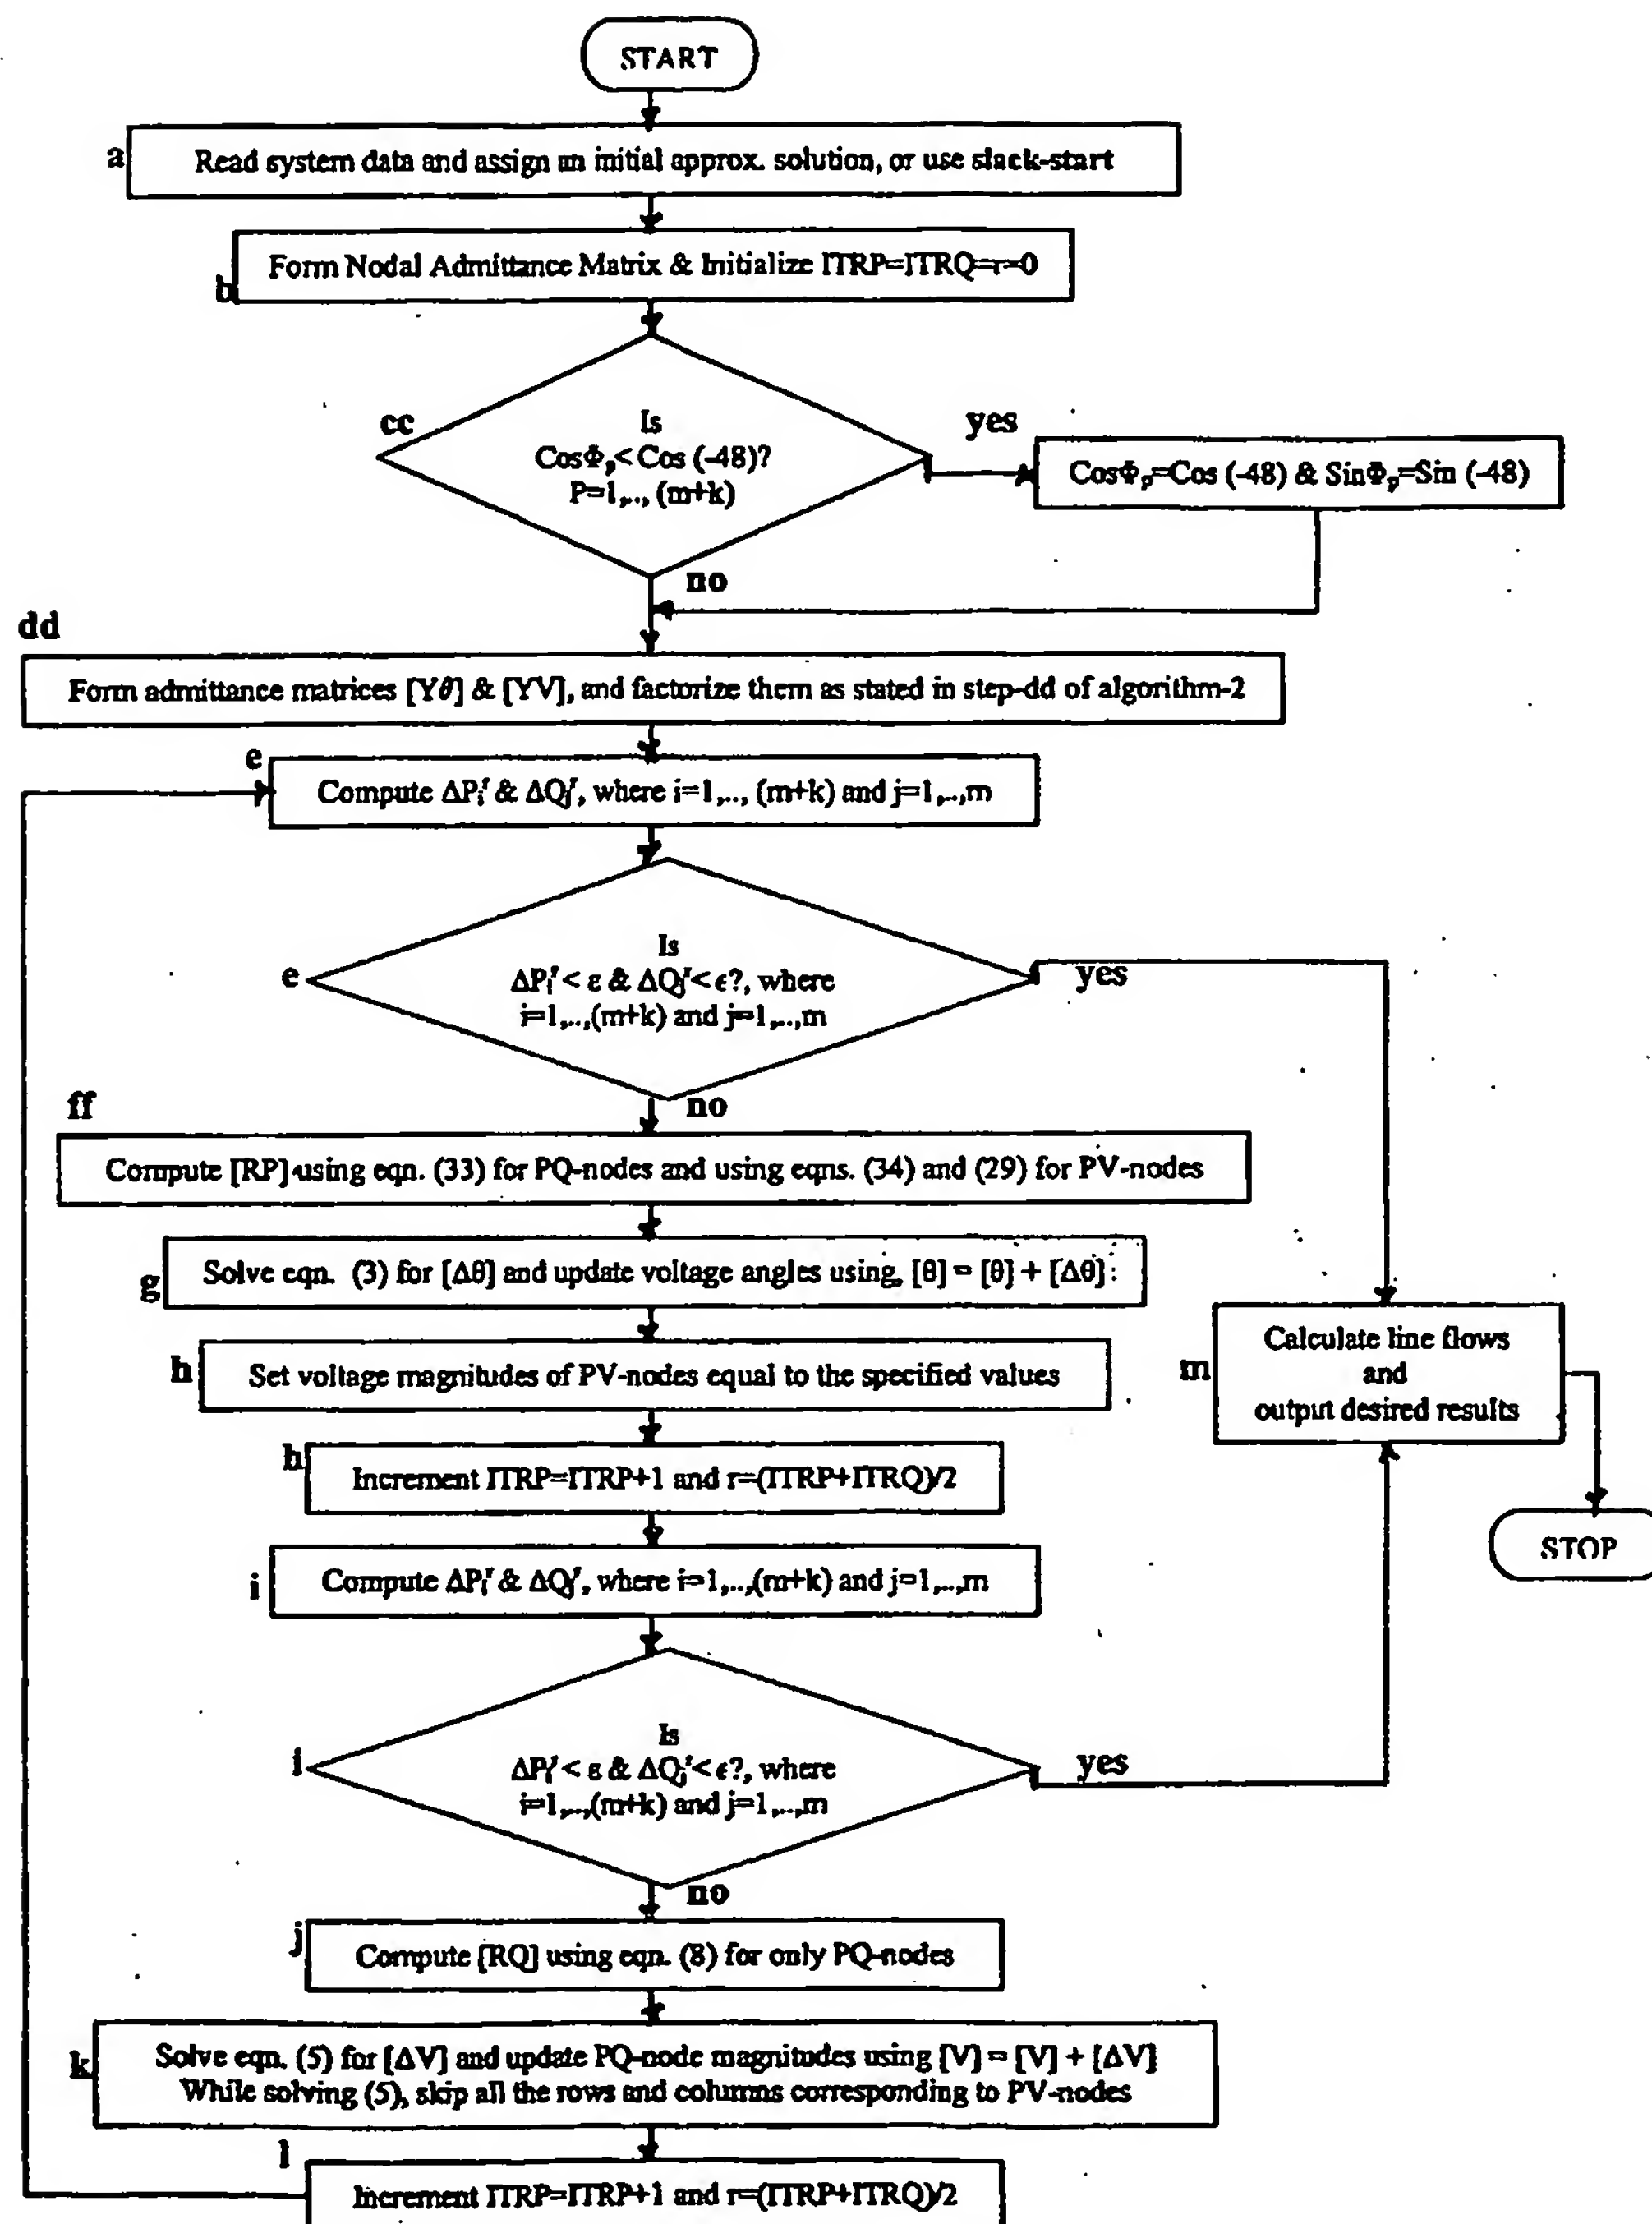 START
a
Read system data and assign an initial approx. solution, or use slack-start
b
Form Nodal Admittance Matrix & Initialize ITRP=ITRQ=r=0
cc
Is
CosΦp< Cos (-48)?
P=1,.., (m+k)
yes
CosΦp=Cos (-48) & SinΦp=Sin (-48)
no
dd
Form admittance matrices [Yθ] & [YV], and factorize them as stated in step-dd of algorithm-2
e
Compute ΔPiʳ & ΔQjʳ, where i=1,.., (m+k) and j=1,..,m
e
Is
ΔPiʳ < ε & ΔQjʳ < ϵ?, where
i=1,..,(m+k) and j=1,..,m
yes
no
ff
Compute [RP] using eqn. (33) for PQ-nodes and using eqns. (34) and (29) for PV-nodes
g
Solve eqn. (3) for [Δθ] and update voltage angles using, [θ] = [θ] + [Δθ]
h
Set voltage magnitudes of PV-nodes equal to the specified values
m
Calculate line flows
and
output desired results
h
Increment ITRP=ITRP+1 and r=(ITRP+ITRQ)/2
STOP
i
Compute ΔPiʳ & ΔQjʳ, where i=1,..,(m+k) and j=1,..,m
i
Is
ΔPiʳ < ε & ΔQjʳ < ϵ?, where
i=1,..,(m+k) and j=1,..,m
yes
no
j
Compute [RQ] using eqn. (8) for only PQ-nodes
k
Solve eqn. (5) for [ΔV] and update PQ-node magnitudes using [V] = [V] + [ΔV]
While solving (5), skip all the rows and columns corresponding to PV-nodes
l
Increment ITRP=ITRP+1 and r=(ITRP+ITRQ)/2